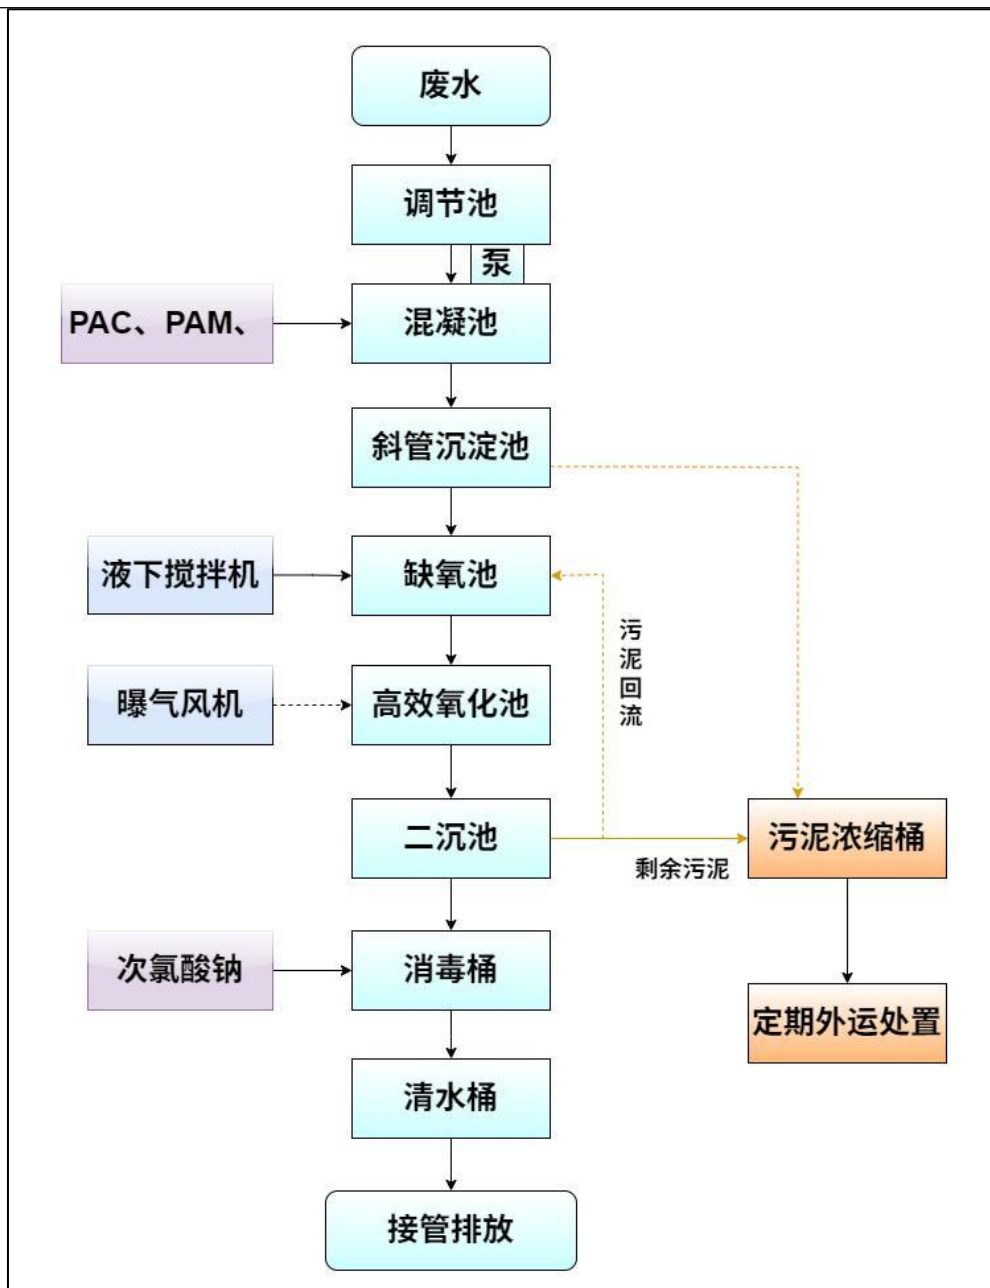 废水
调节池
泵
PAC、PAM、
混凝池
斜管沉淀池
液下搅拌机
缺氧池
污泥回流
曝气风机
高效氧化池
二沉池
剩余污泥
污泥浓缩桶
次氯酸钠
消毒桶
定期外运处置
清水桶
接管排放